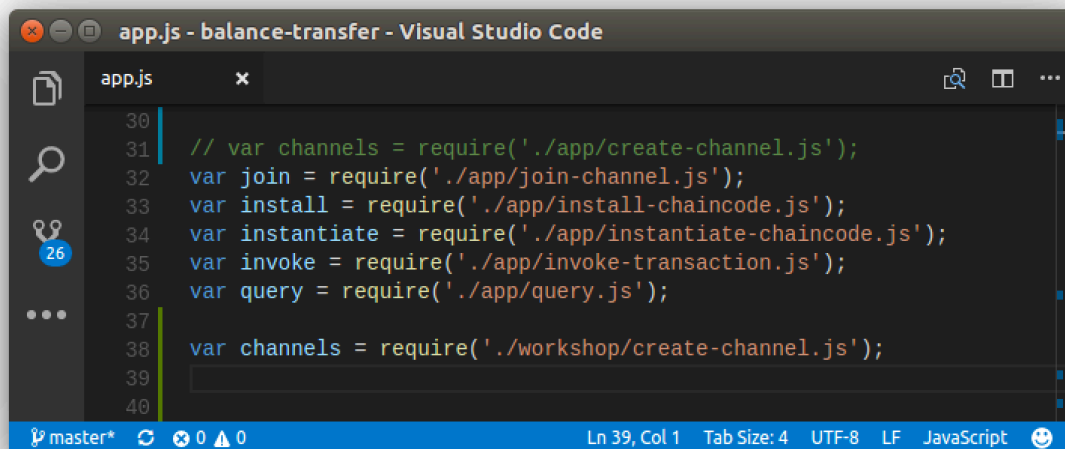 app.js - balance-transfer - Visual Studio Code
app.js
30
31 // var channels = require('./app/create-channel.js');
32 var join = require('./app/join-channel.js');
33 var install = require('./app/install-chaincode.js');
34 var instantiate = require('./app/instantiate-chaincode.js');
35 var invoke = require('./app/invoke-transaction.js');
36 var query = require('./app/query.js');
37
38 var channels = require('./workshop/create-channel.js');
39
40
26
master* 0 0 Ln 39, Col 1 Tab Size: 4 UTF-8 LF JavaScript